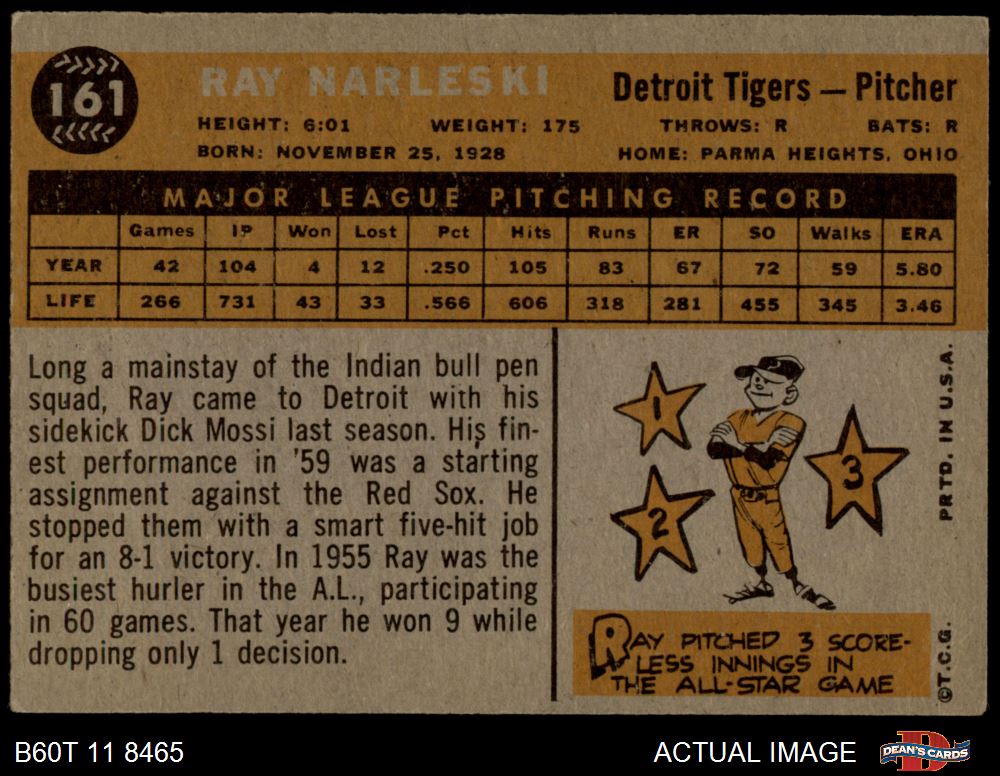 161
RAY NARLESKI
Detroit Tigers — Pitcher
HEIGHT: 6:01 WEIGHT: 175 THROWS: R BATS: R
BORN: NOVEMBER 25, 1928 HOME: PARMA HEIGHTS, OHIO
MAJOR LEAGUE PITCHING RECORD
Games IP Won Lost Pct Hits Runs ER SO Walks ERA
YEAR 42 104 4 12 .250 105 83 67 72 59 5.80
LIFE 266 731 43 33 .566 606 318 281 455 345 3.46
Long a mainstay of the Indian bull pen
squad, Ray came to Detroit with his
sidekick Dick Mossi last season. His fin-
est performance in '59 was a starting
assignment against the Red Sox. He
stopped them with a smart five-hit job
for an 8-1 victory. In 1955 Ray was the
busiest hurler in the A.L., participating
in 60 games. That year he won 9 while
dropping only 1 decision.
1
2
3
RAY PITCHED 3 SCORE-
LESS INNINGS IN
THE ALL-STAR GAME
©T.C.G. PRTD. IN U.S.A.
B60T 11 8465
ACTUAL IMAGE
DEAN'S CARDS